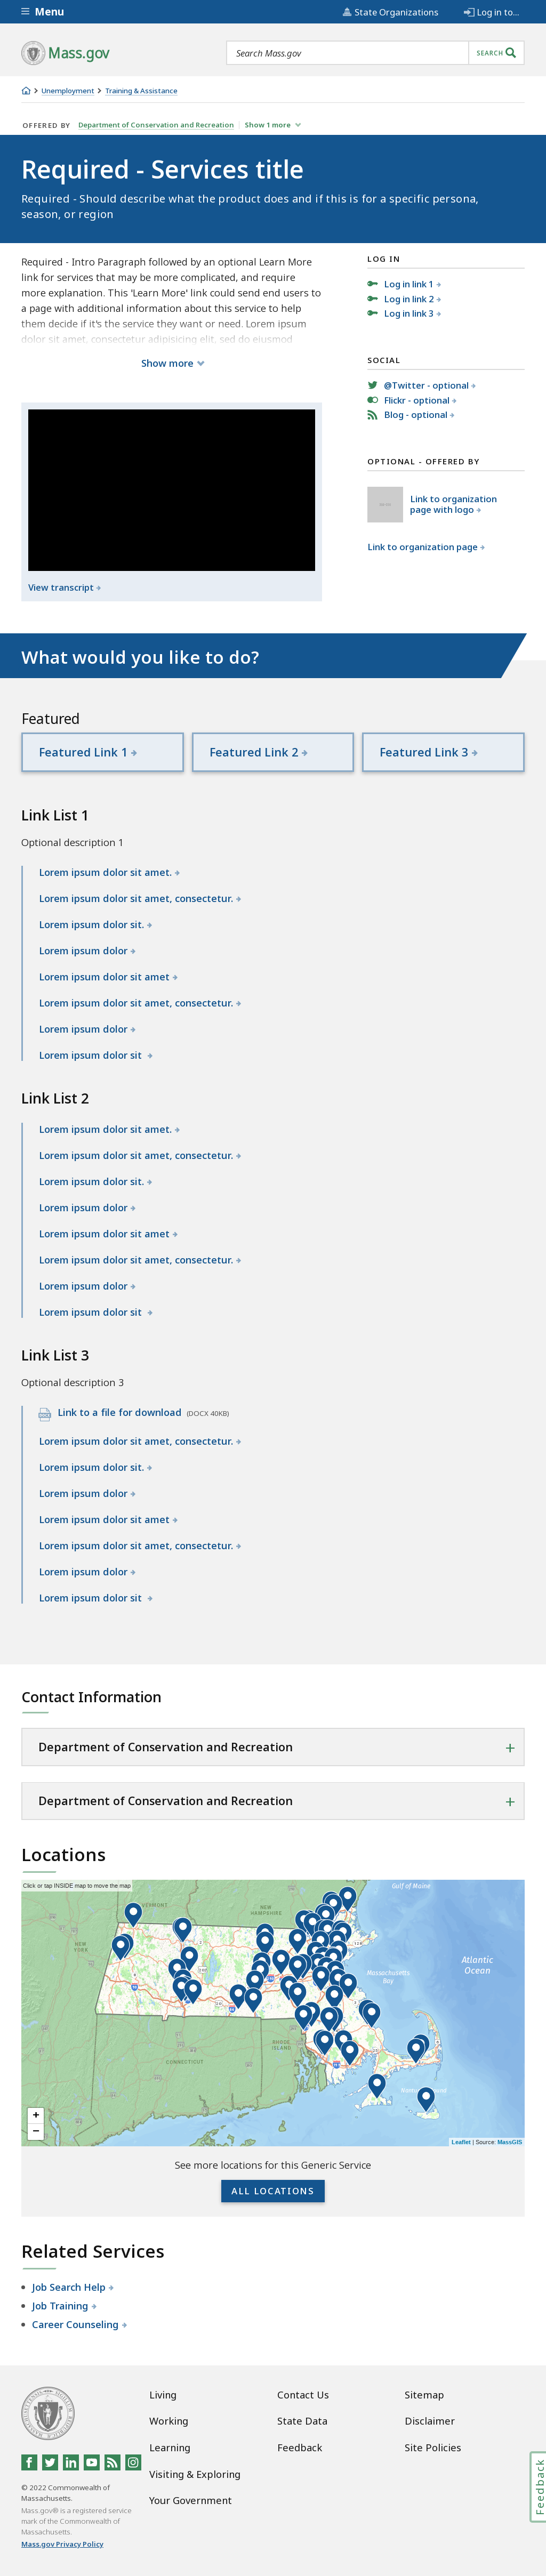 Menu
State Organizations
Log in to...
Mass.gov
Search Mass.gov
SEARCH
Unemployment
Training & Assistance
OFFERED BY
Department of Conservation and Recreation
Show 1 more
Required - Services title
Required - Should describe what the product does and if this is for a specific persona,
season, or region
Required - Intro Paragraph followed by an optional Learn More
link for services that may be more complicated, and require
more explanation. This 'Learn More' link could send end users to
a page with additional information about this service to help
them decide if it's the service they want or need. Lorem ipsum
dolor sit amet, consectetur adipisicing elit, sed do eiusmod
Show more
View transcript
LOG IN
Log in link 1
Log in link 2
Log in link 3
SOCIAL
@Twitter - optional
Flickr - optional
Blog - optional
OPTIONAL - OFFERED BY
Link to organization
page with logo
Link to organization page
What would you like to do?
Featured
Featured Link 1
Featured Link 2
Featured Link 3
Link List 1
Optional description 1
Lorem ipsum dolor sit amet.
Lorem ipsum dolor sit amet, consectetur.
Lorem ipsum dolor sit.
Lorem ipsum dolor
Lorem ipsum dolor sit amet
Lorem ipsum dolor sit amet, consectetur.
Lorem ipsum dolor
Lorem ipsum dolor sit
Link List 2
Lorem ipsum dolor sit amet.
Lorem ipsum dolor sit amet, consectetur.
Lorem ipsum dolor sit.
Lorem ipsum dolor
Lorem ipsum dolor sit amet
Lorem ipsum dolor sit amet, consectetur.
Lorem ipsum dolor
Lorem ipsum dolor sit
Link List 3
Optional description 3
Link to a file for download (DOCX 40KB)
Lorem ipsum dolor sit amet, consectetur.
Lorem ipsum dolor sit.
Lorem ipsum dolor
Lorem ipsum dolor sit amet
Lorem ipsum dolor sit amet, consectetur.
Lorem ipsum dolor
Lorem ipsum dolor sit
Contact Information
Department of Conservation and Recreation
Department of Conservation and Recreation
Locations
Click or tap INSIDE map to move the map
Gulf of Maine
VERMONT
NEW
HAMPSHIRE
NEW
YORK
Atlantic
Ocean
Massachusetts
Bay
RHODE
ISLAND
CONNECTICUT
+
−
Leaflet | Source: MassGIS
See more locations for this Generic Service
ALL LOCATIONS
Related Services
Job Search Help
Job Training
Career Counseling
Living
Working
Learning
Visiting & Exploring
Your Government
Contact Us
State Data
Feedback
Sitemap
Disclaimer
Site Policies
© 2022 Commonwealth of
Massachusetts.
Mass.gov® is a registered service
mark of the Commonwealth of
Massachusetts.
Mass.gov Privacy Policy
Feedback